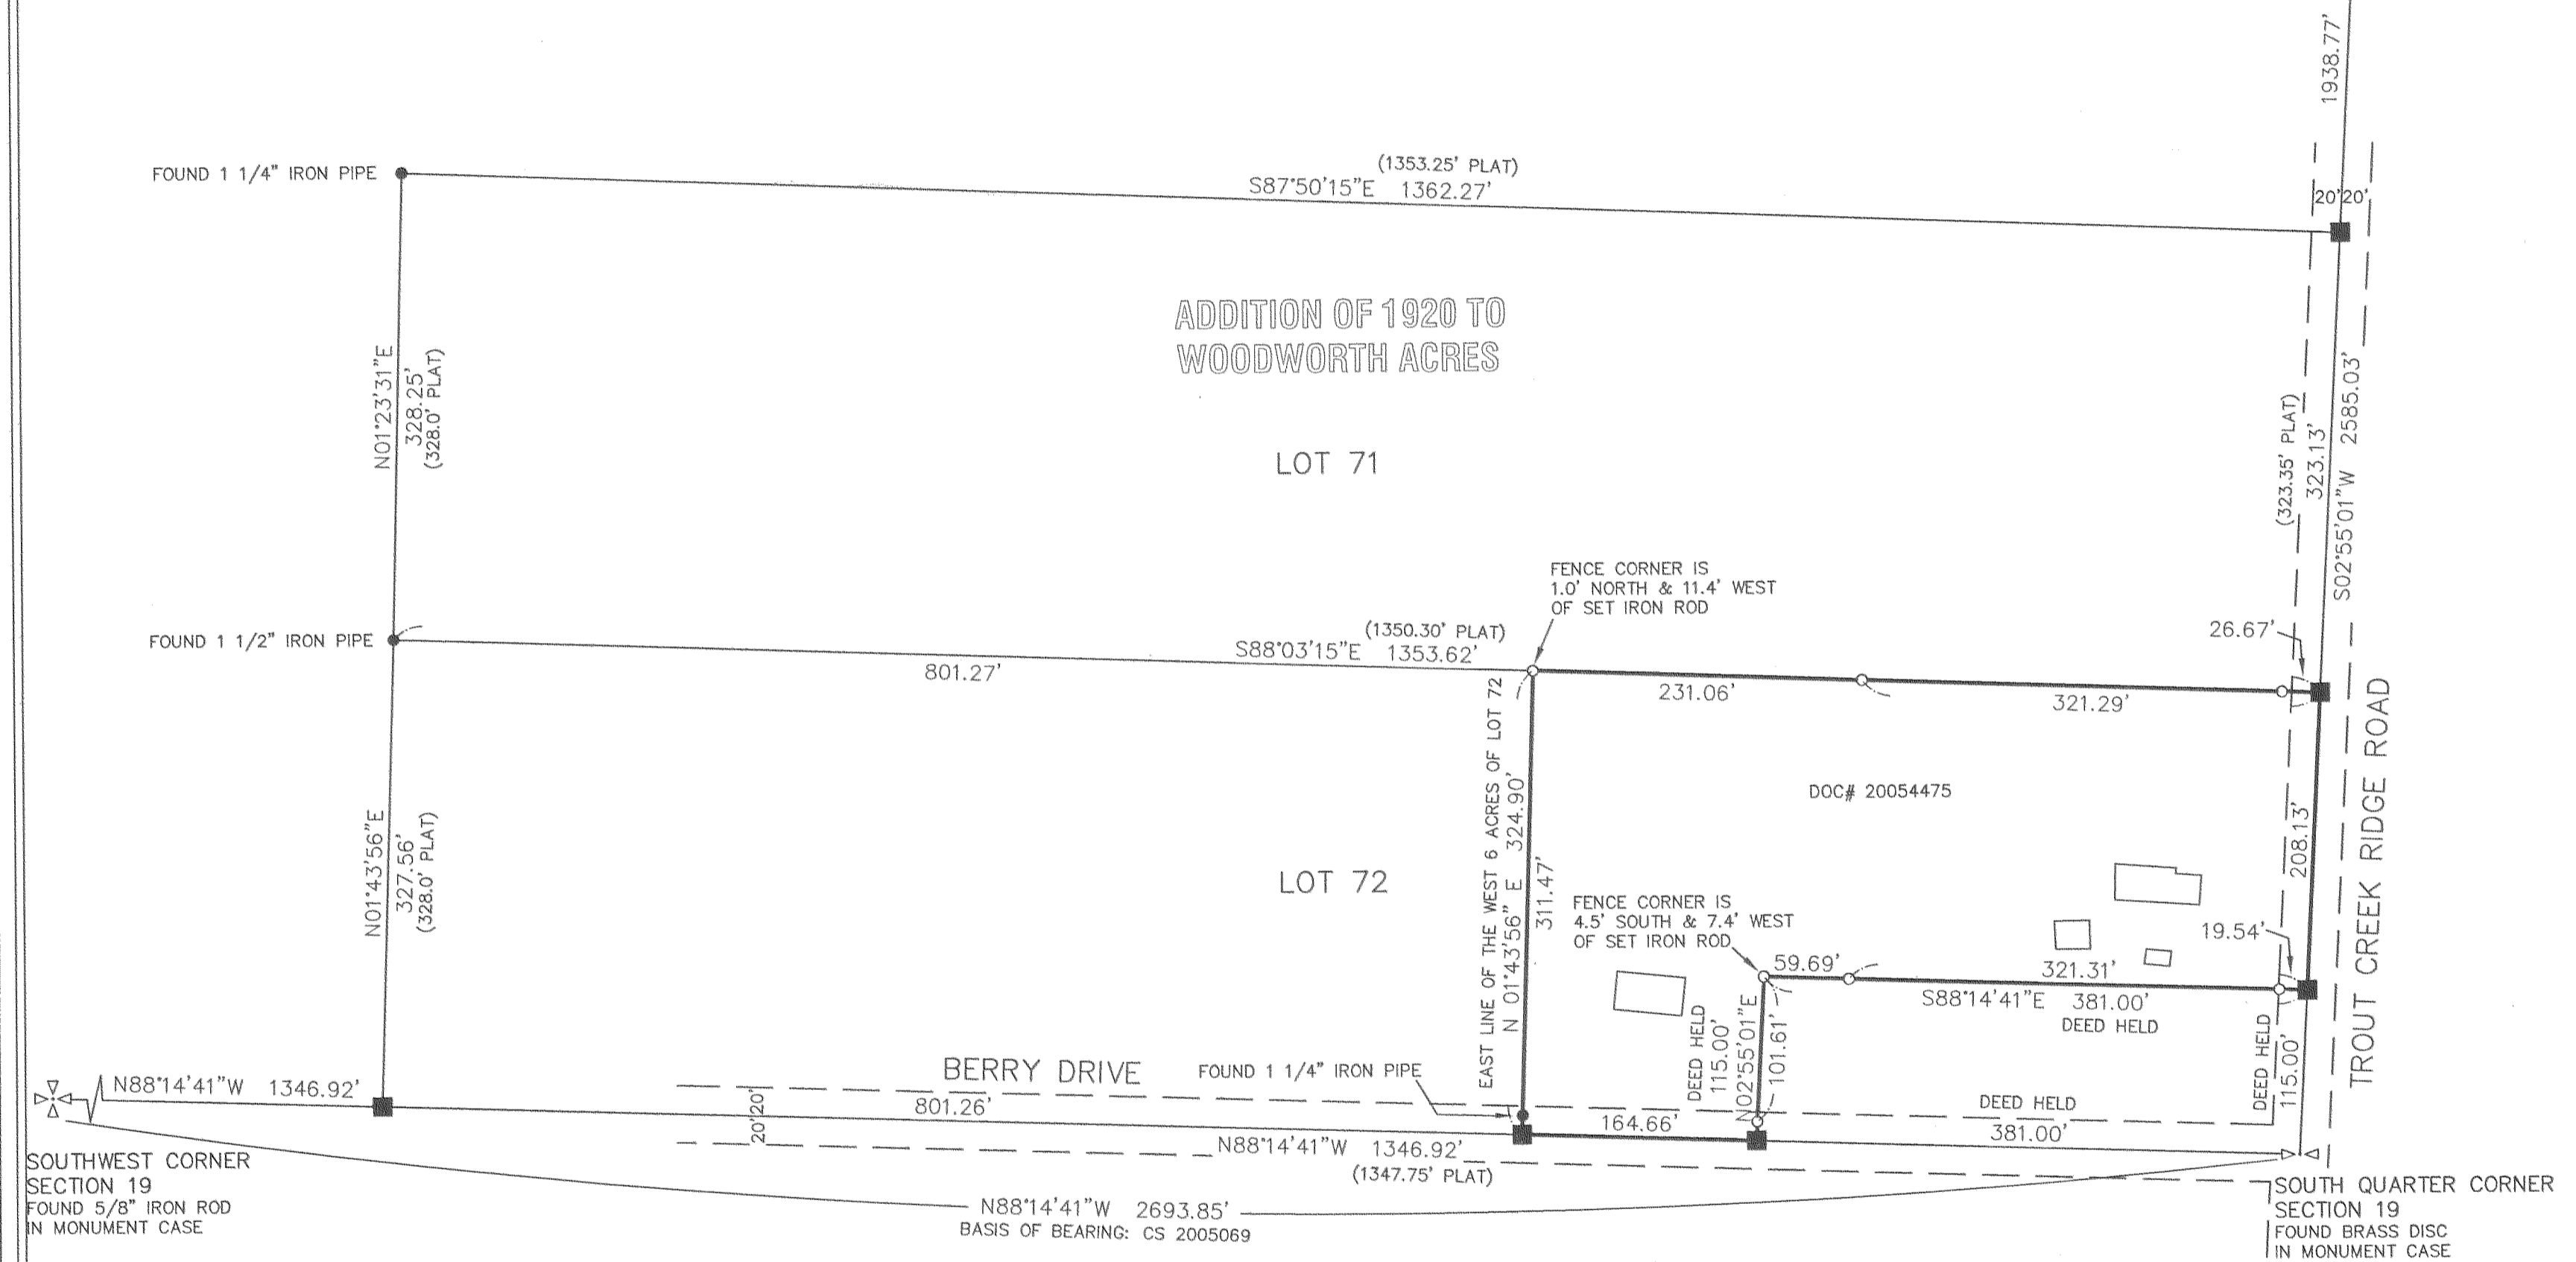 1938.77'
FOUND 1 1/4" IRON PIPE
(1353.25' PLAT)
S87°50'15"E 1362.27'
20' 20'
ADDITION OF 1920 TO
WOODWORTH ACRES
N01°23'31"E
328.25'
(328.0' PLAT)
LOT 71
(323.35' PLAT)
323.13'
S02°55'01"W 2585.03'
FENCE CORNER IS
1.0' NORTH & 11.4' WEST
OF SET IRON ROD
FOUND 1 1/2" IRON PIPE
(1350.30' PLAT)
S88°03'15"E 1353.62'
801.27'
26.67'
231.06'
321.29'
EAST LINE OF THE WEST 6 ACRES OF LOT 72
N 01°43'56" E 324.90'
311.47'
DOC# 20054475
208.13'
TROUT CREEK RIDGE ROAD
N01°43'56"E
327.56'
(328.0' PLAT)
LOT 72
FENCE CORNER IS
4.5' SOUTH & 7.4' WEST
OF SET IRON ROD
59.69'
19.54'
321.31'
S88°14'41"E 381.00'
DEED HELD
DEED HELD
115.00'
N02°55'01"E
101.61'
DEED HELD
115.00'
BERRY DRIVE
FOUND 1 1/4" IRON PIPE
N88°14'41"W 1346.92'
801.26'
20' 20'
164.66'
DEED HELD
381.00'
N88°14'41"W 1346.92'
(1347.75' PLAT)
SOUTHWEST CORNER
SECTION 19
FOUND 5/8" IRON ROD
IN MONUMENT CASE
N88°14'41"W 2693.85'
BASIS OF BEARING: CS 2005069
SOUTH QUARTER CORNER
SECTION 19
FOUND BRASS DISC
IN MONUMENT CASE